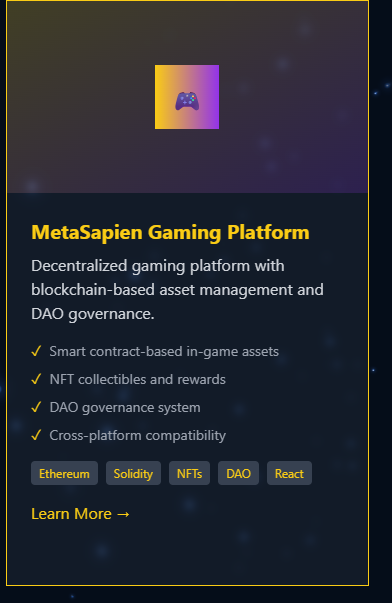 MetaSapien Gaming Platform
Decentralized gaming platform with
blockchain-based asset management and
DAO governance.
✓ Smart contract-based in-game assets
✓ NFT collectibles and rewards
✓ DAO governance system
✓ Cross-platform compatibility
Ethereum Solidity NFTs DAO React
Learn More →